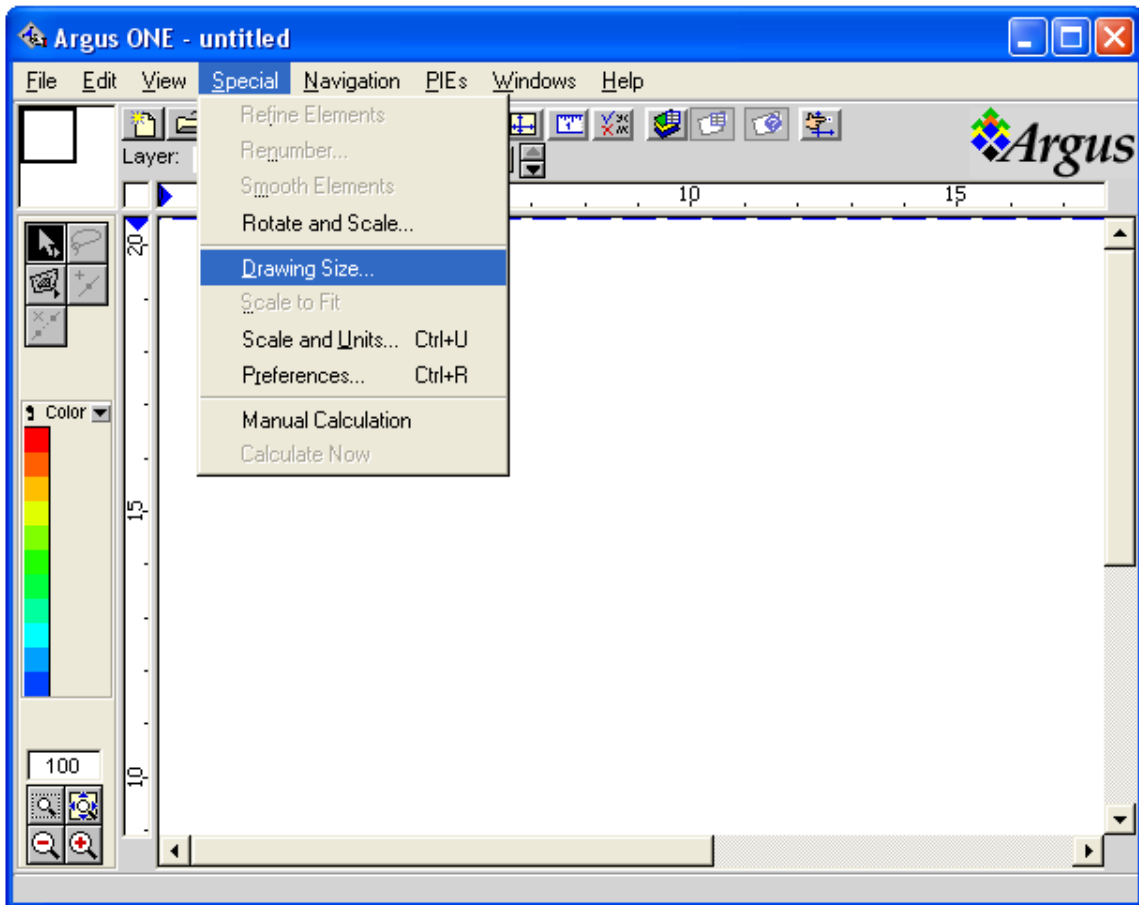 Argus ONE - untitled
File Edit View Special Navigation PIEs Windows Help
Refine Elements
Renumber...
Smooth Elements
Rotate and Scale...
Drawing Size...
Scale to Fit
Scale and Units... Ctrl+U
Preferences... Ctrl+R
Manual Calculation
Calculate Now
Layer:
Argus
10 15
20
15
10
Color
100